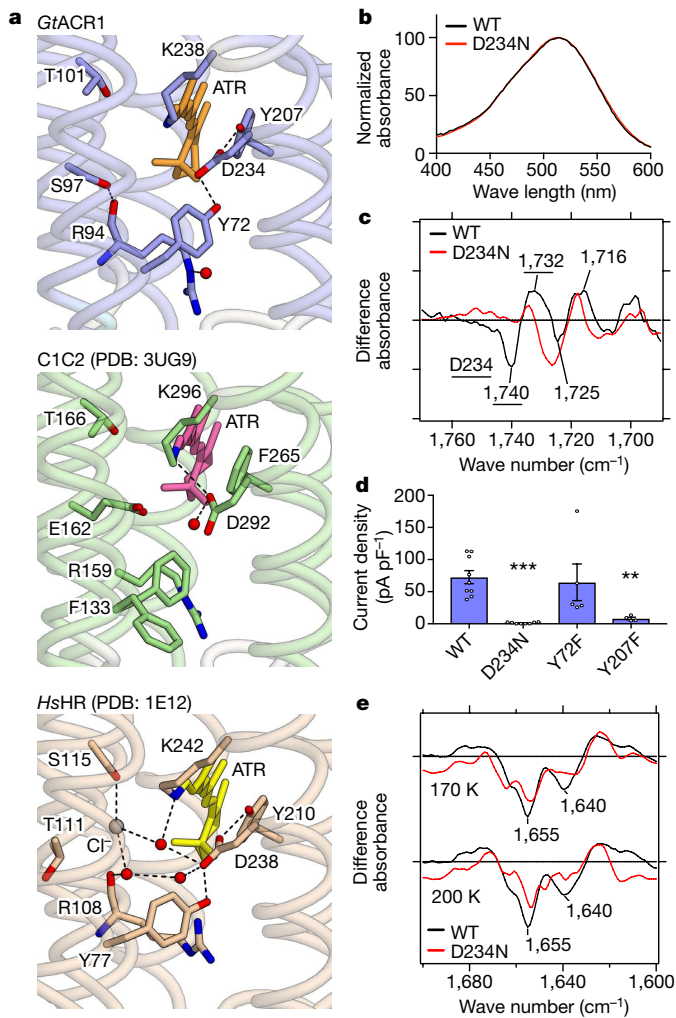 a
GtACR1
K238
T101
ATR
Y207
D234
S97
R94
Y72
C1C2 (PDB: 3UG9)
K296
T166
ATR
F265
E162
D292
R159
F133
HsHR (PDB: 1E12)
S115
K242
ATR
T111
Cl–
Y210
D238
R108
Y77
b
WT
D234N
100
50
0
Normalized
absorbance
400 450 500 550 600
Wave length (nm)
c
WT
D234N
1,732
1,716
D234
1,740
1,725
Difference
absorbance
1,760 1,740 1,720 1,700
Wave number (cm–1)
d
200
150
100
50
0
Current density
(pA pF–1)
***
**
WT
D234N
Y72F
Y207F
e
170 K
1,640
1,655
200 K
1,640
1,655
WT
D234N
Difference
absorbance
1,680 1,640 1,600
Wave number (cm–1)